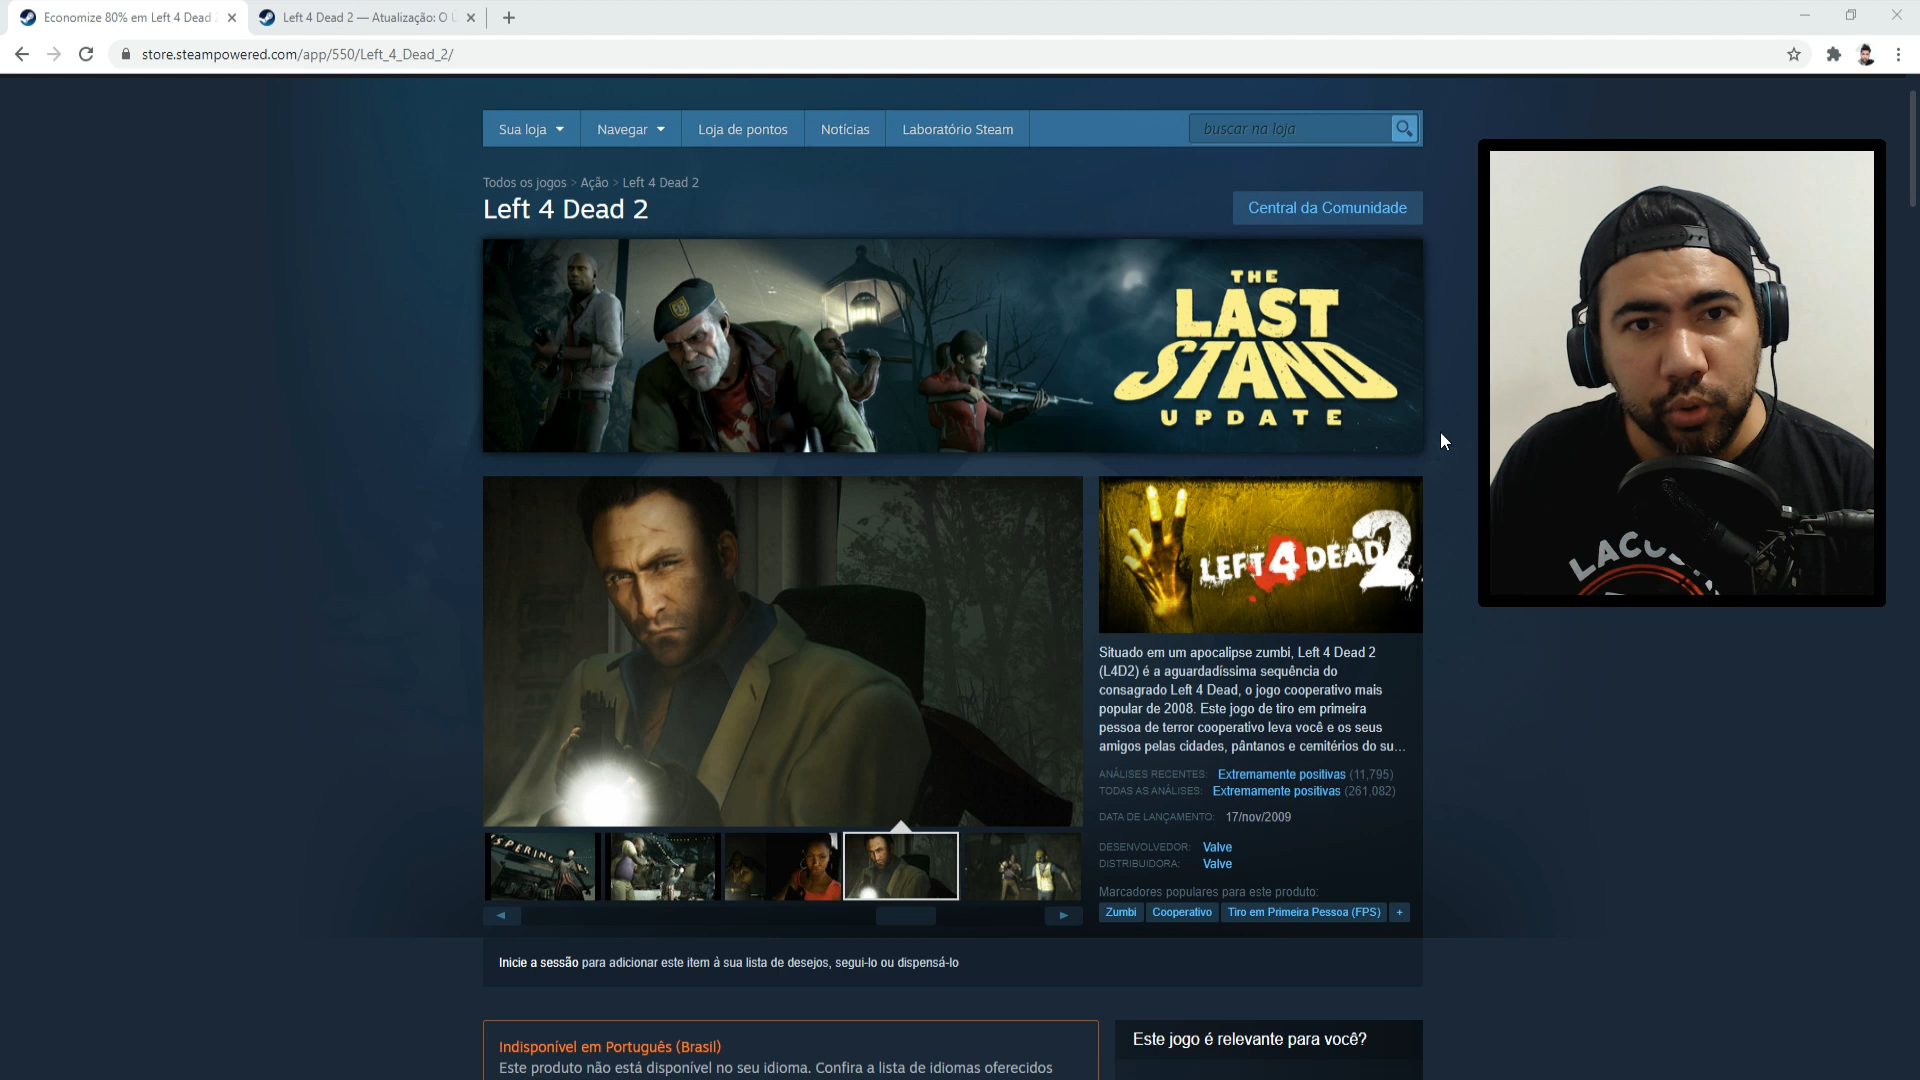 Economize 80% em Left 4 Dead 2
Left 4 Dead 2 — Atualização: O Ú
store.steampowered.com/app/550/Left_4_Dead_2/
Sua loja
Navegar
Loja de pontos
Notícias
Laboratório Steam
buscar na loja
Todos os jogos > Ação > Left 4 Dead 2
Left 4 Dead 2
Central da Comunidade
THE
LAST
STAND
UPDATE
LEFT 4 DEAD 2
Situado em um apocalipse zumbi, Left 4 Dead 2
(L4D2) é a aguardadíssima sequência do
consagrado Left 4 Dead, o jogo cooperativo mais
popular de 2008. Este jogo de tiro em primeira
pessoa de terror cooperativo leva você e os seus
amigos pelas cidades, pântanos e cemitérios do su...
ANÁLISES RECENTES: Extremamente positivas (11,795)
TODAS AS ANÁLISES: Extremamente positivas (261,082)
DATA DE LANÇAMENTO: 17/nov/2009
DESENVOLVEDOR: Valve
DISTRIBUIDORA: Valve
Marcadores populares para este produto:
Zumbi
Cooperativo
Tiro em Primeira Pessoa (FPS)
+
SPERING
Inicie a sessão para adicionar este item à sua lista de desejos, segui-lo ou dispensá-lo
Indisponível em Português (Brasil)
Este produto não está disponível no seu idioma. Confira a lista de idiomas oferecidos
Este jogo é relevante para você?